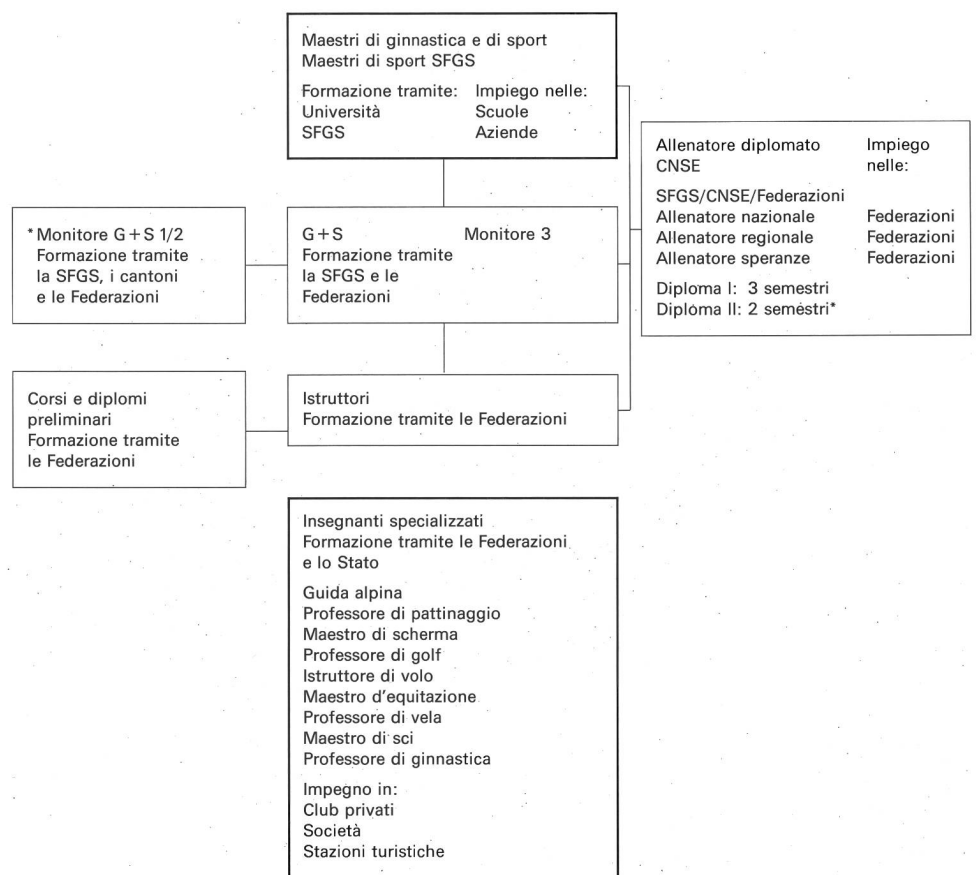 Maestri di ginnastica e di sport
Maestri di sport SFGS
Formazione tramite: Impiego nelle:
Università Scuole
SFGS Aziende
Allenatore diplomato Impiego
CNSE nelle:
SFGS/CNSE/Federazioni
Allenatore nazionale Federazioni
Allenatore regionale Federazioni
Allenatore speranze Federazioni
Diploma I: 3 semestri
Diploma II: 2 semestri*
*Monitore G+S 1/2
Formazione tramite
la SFGS, i cantoni
e le Federazioni
G+S Monitore 3
Formazione tramite
la SFGS e le
Federazioni
Corsi e diplomi
preliminari
Formazione tramite
le Federazioni
Istruttori
Formazione tramite le Federazioni
Insegnanti specializzati
Formazione tramite le Federazioni
e lo Stato
Guida alpina
Professore di pattinaggio
Maestro di scherma
Professore di golf
Istruttore di volo
Maestro d'equitazione
Professore di vela
Maestro di sci
Professore di ginnastica
Impegno in:
Club privati
Società
Stazioni turistiche